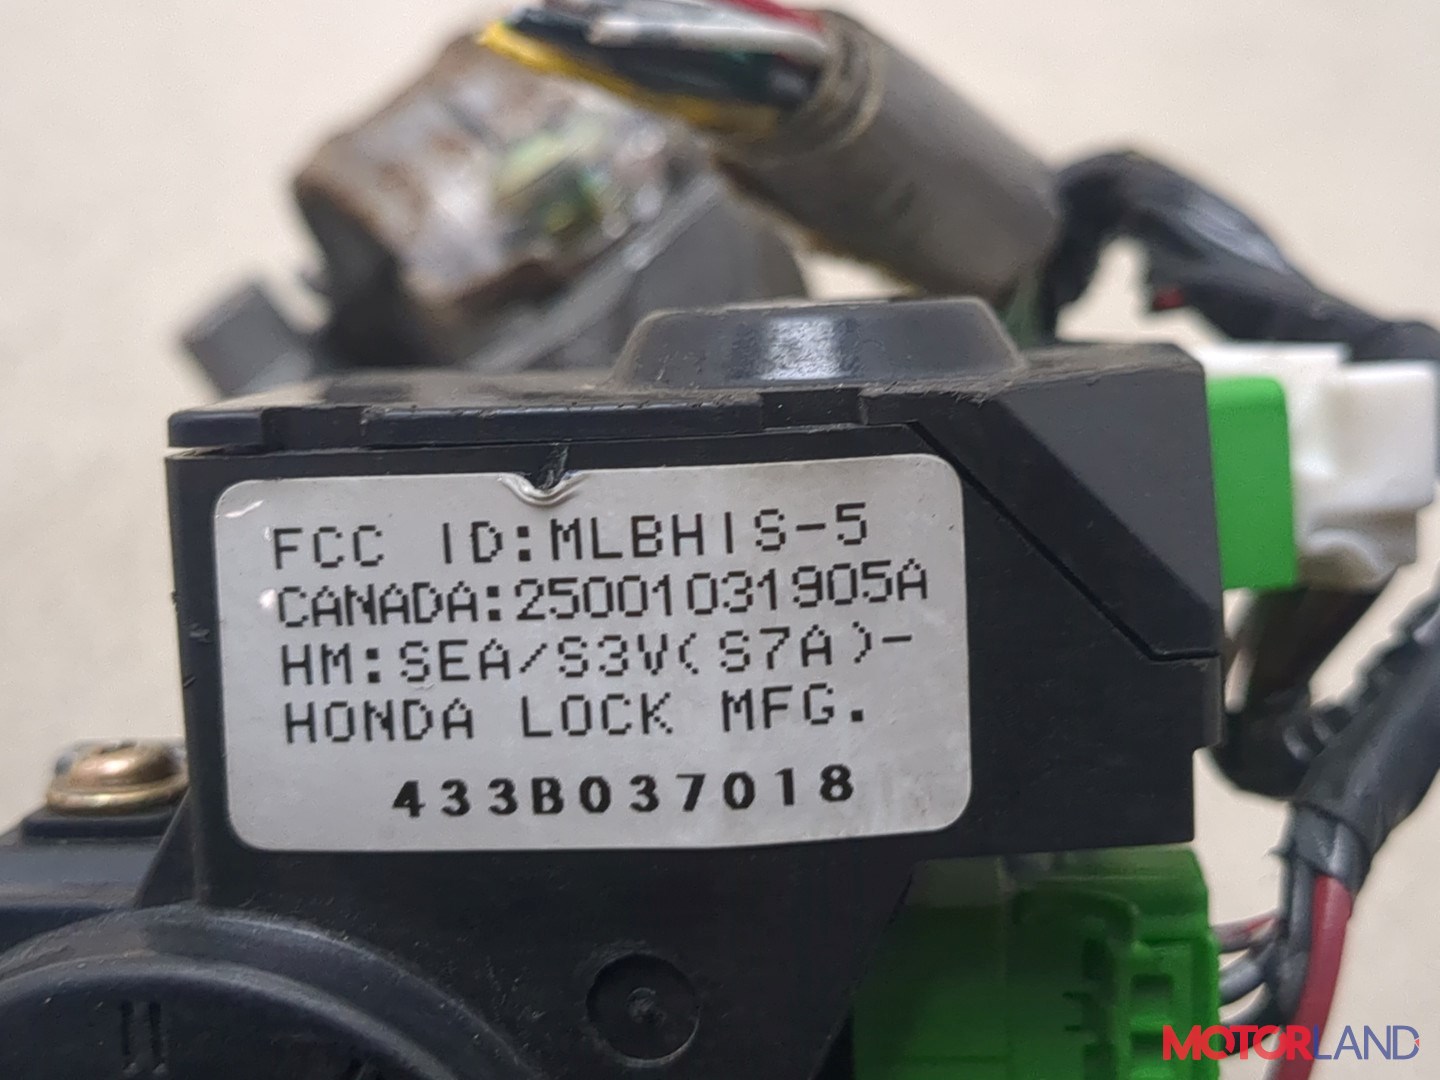 FCC ID:MLBHIS-5
CANADA:25001031905A
HM:SEA/S3V(S7A)-
HONDA LOCK MFG.
433B037018
MOTORLAND